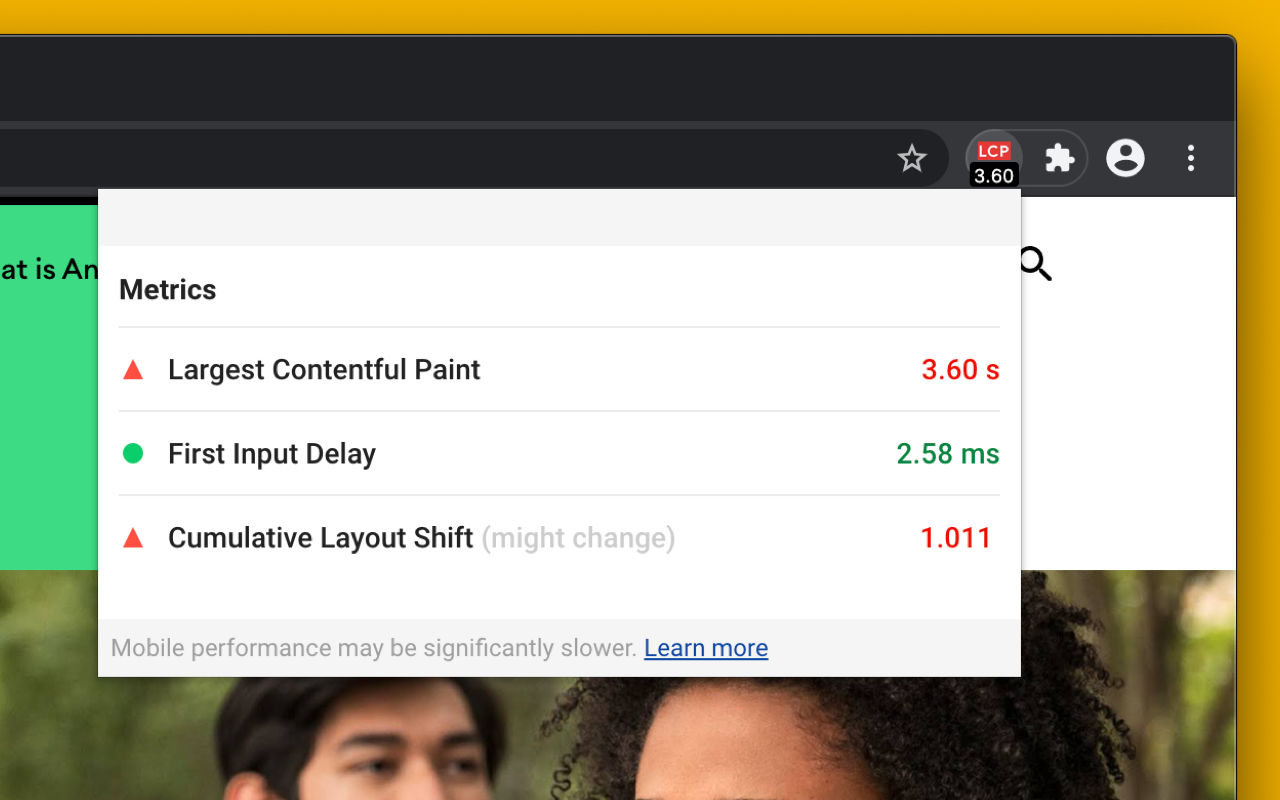 LCP
3.60
at is An
Metrics
Largest Contentful Paint 3.60 s
First Input Delay 2.58 ms
Cumulative Layout Shift (might change) 1.011
Mobile performance may be significantly slower. Learn more